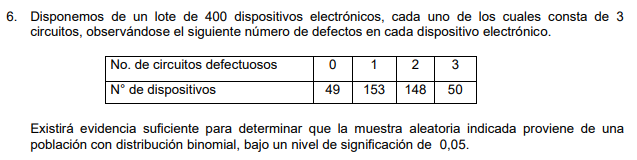 6. Disponemos de un lote de 400 dispositivos electrónicos, cada uno de los cuales consta de 3
circuitos, observándose el siguiente número de defectos en cada dispositivo electrónico.
No. de circuitos defectuosos 0 1 2 3
N° de dispositivos 49 153 148 50
Existirá evidencia suficiente para determinar que la muestra aleatoria indicada proviene de una
población con distribución binomial, bajo un nivel de significación de 0,05.